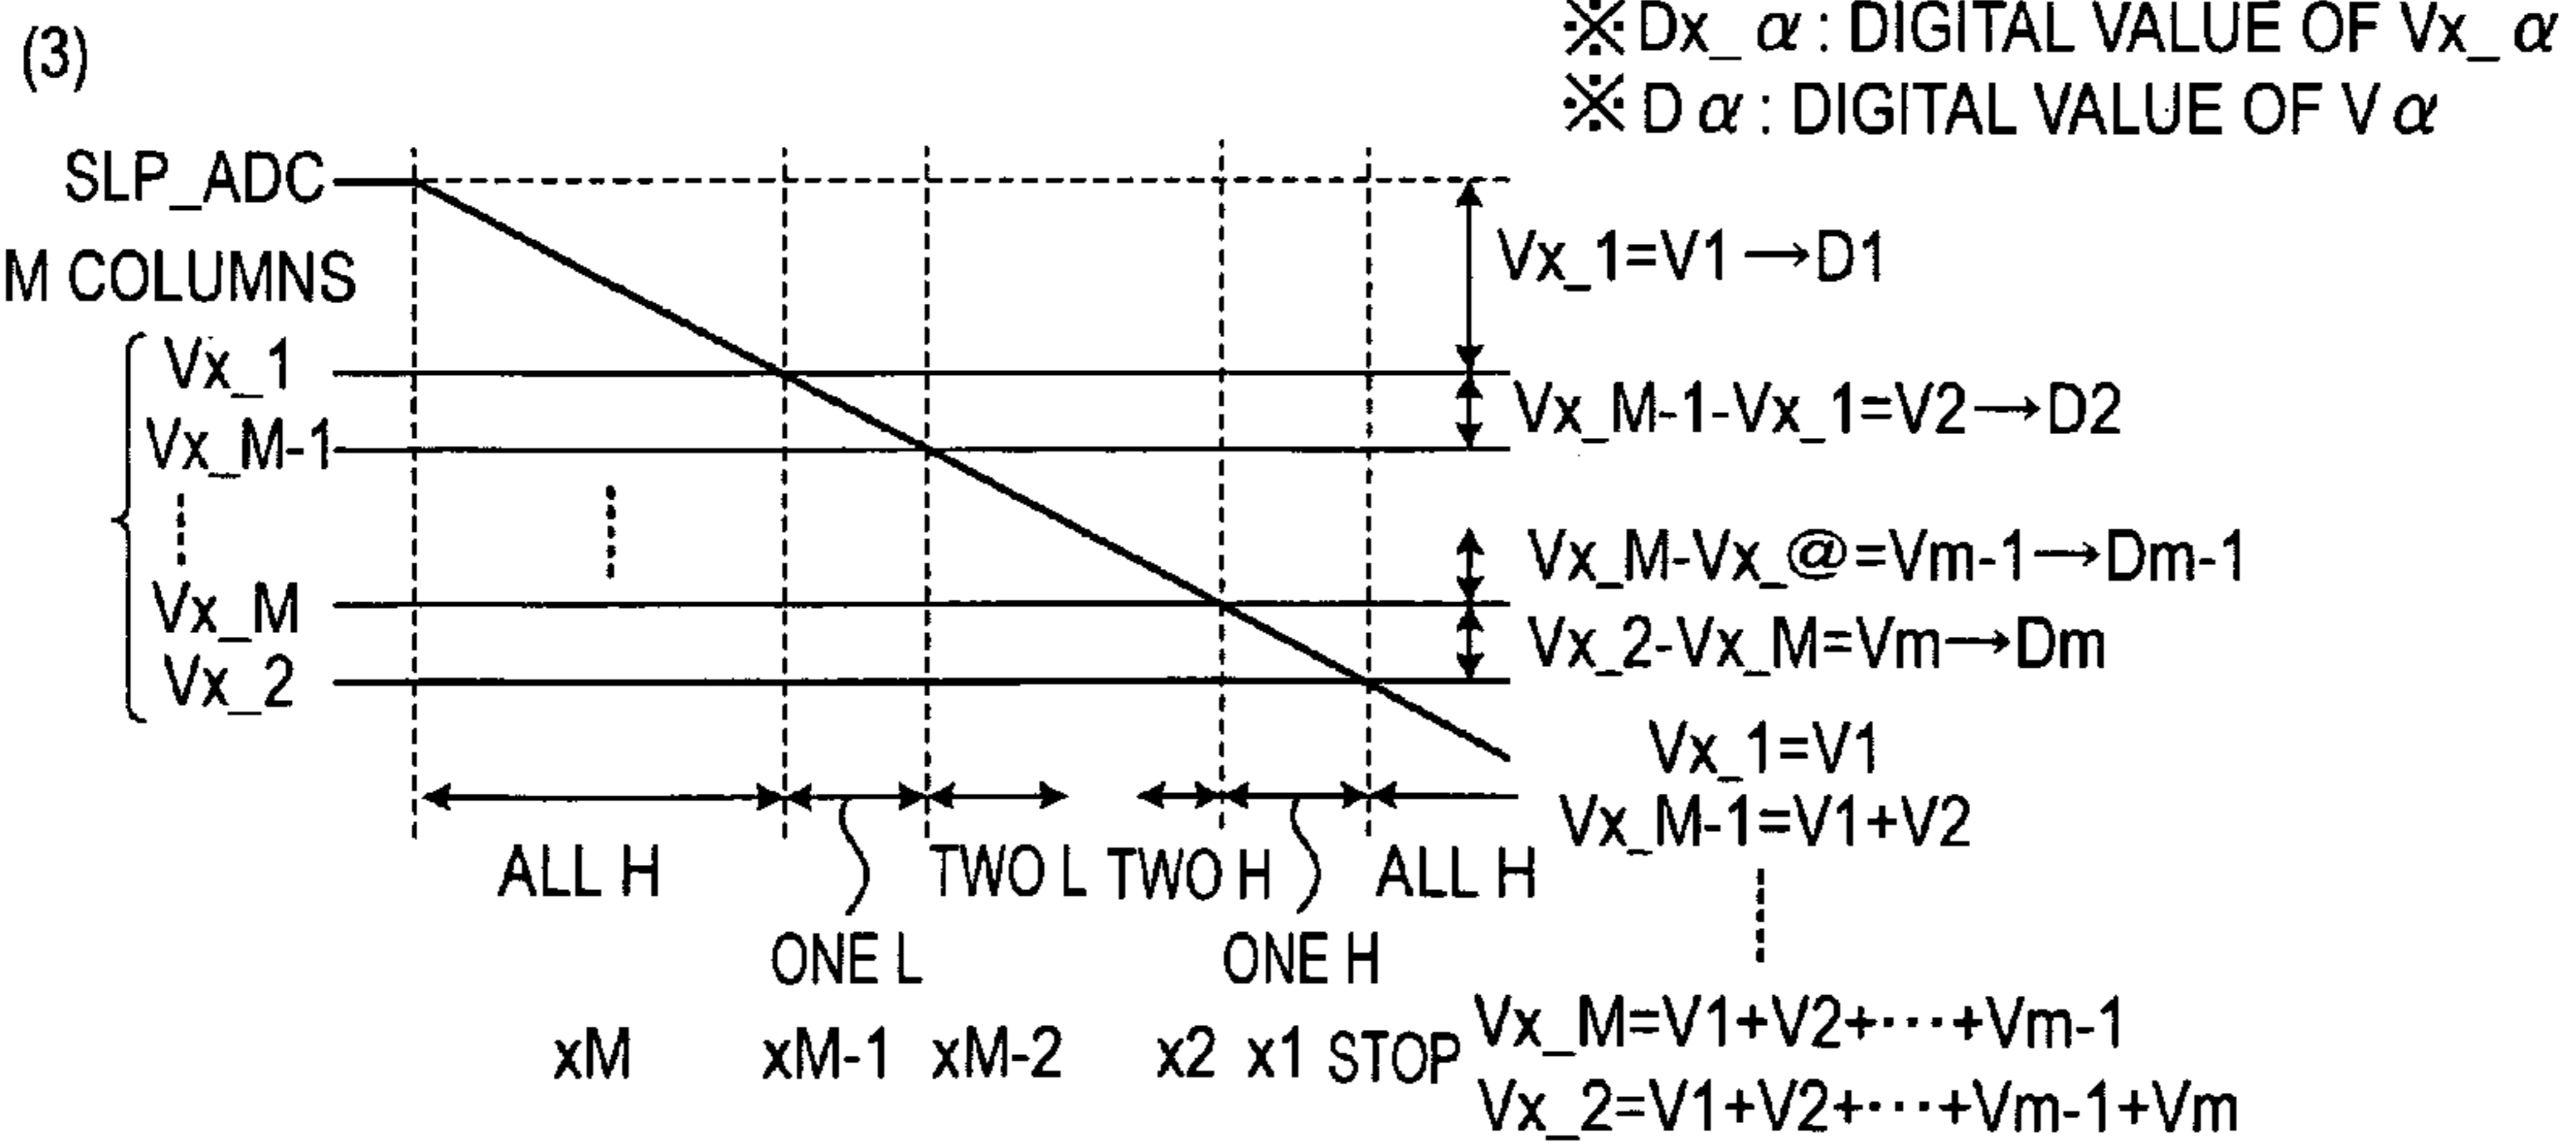 (3)
※Dx_α : DIGITAL VALUE OF Vx_α
※Dα : DIGITAL VALUE OF Vα
SLP_ADC
M COLUMNS
Vx_1
Vx_M-1
Vx_M
Vx_2
Vx_1=V1→D1
Vx_M-1-Vx_1=V2→D2
Vx_M-Vx_@=Vm-1→Dm-1
Vx_2-Vx_M=Vm→Dm
ALL H
ONE L
TWO L
TWO H
ONE H
ALL H
xM
xM-1
xM-2
x2
x1
STOP
Vx_1=V1
Vx_M-1=V1+V2
Vx_M=V1+V2+⋯+Vm-1
Vx_2=V1+V2+⋯+Vm-1+Vm